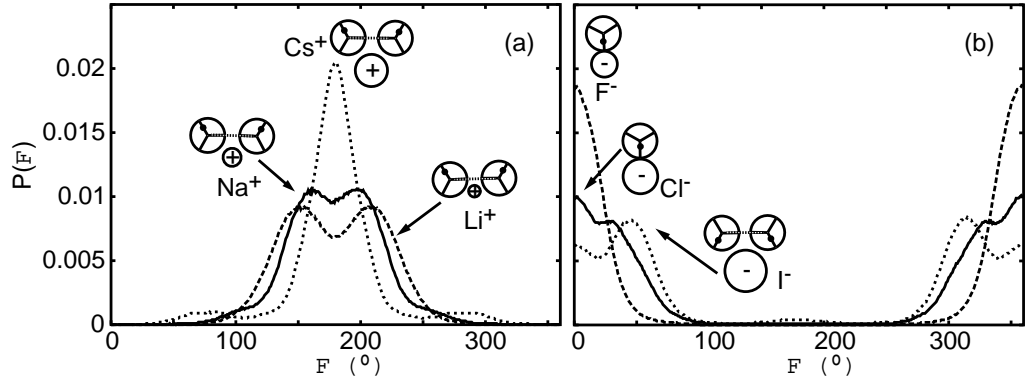 Cs⁺
(a)
(b)
+
-
F⁻
0.02
0.015
+
Na⁺
+
Li⁺
-
Cl⁻
P(F)
0.01
0.005
-
I⁻
0
0 100 200 300
0 100 200 300
F (º)
F (º)